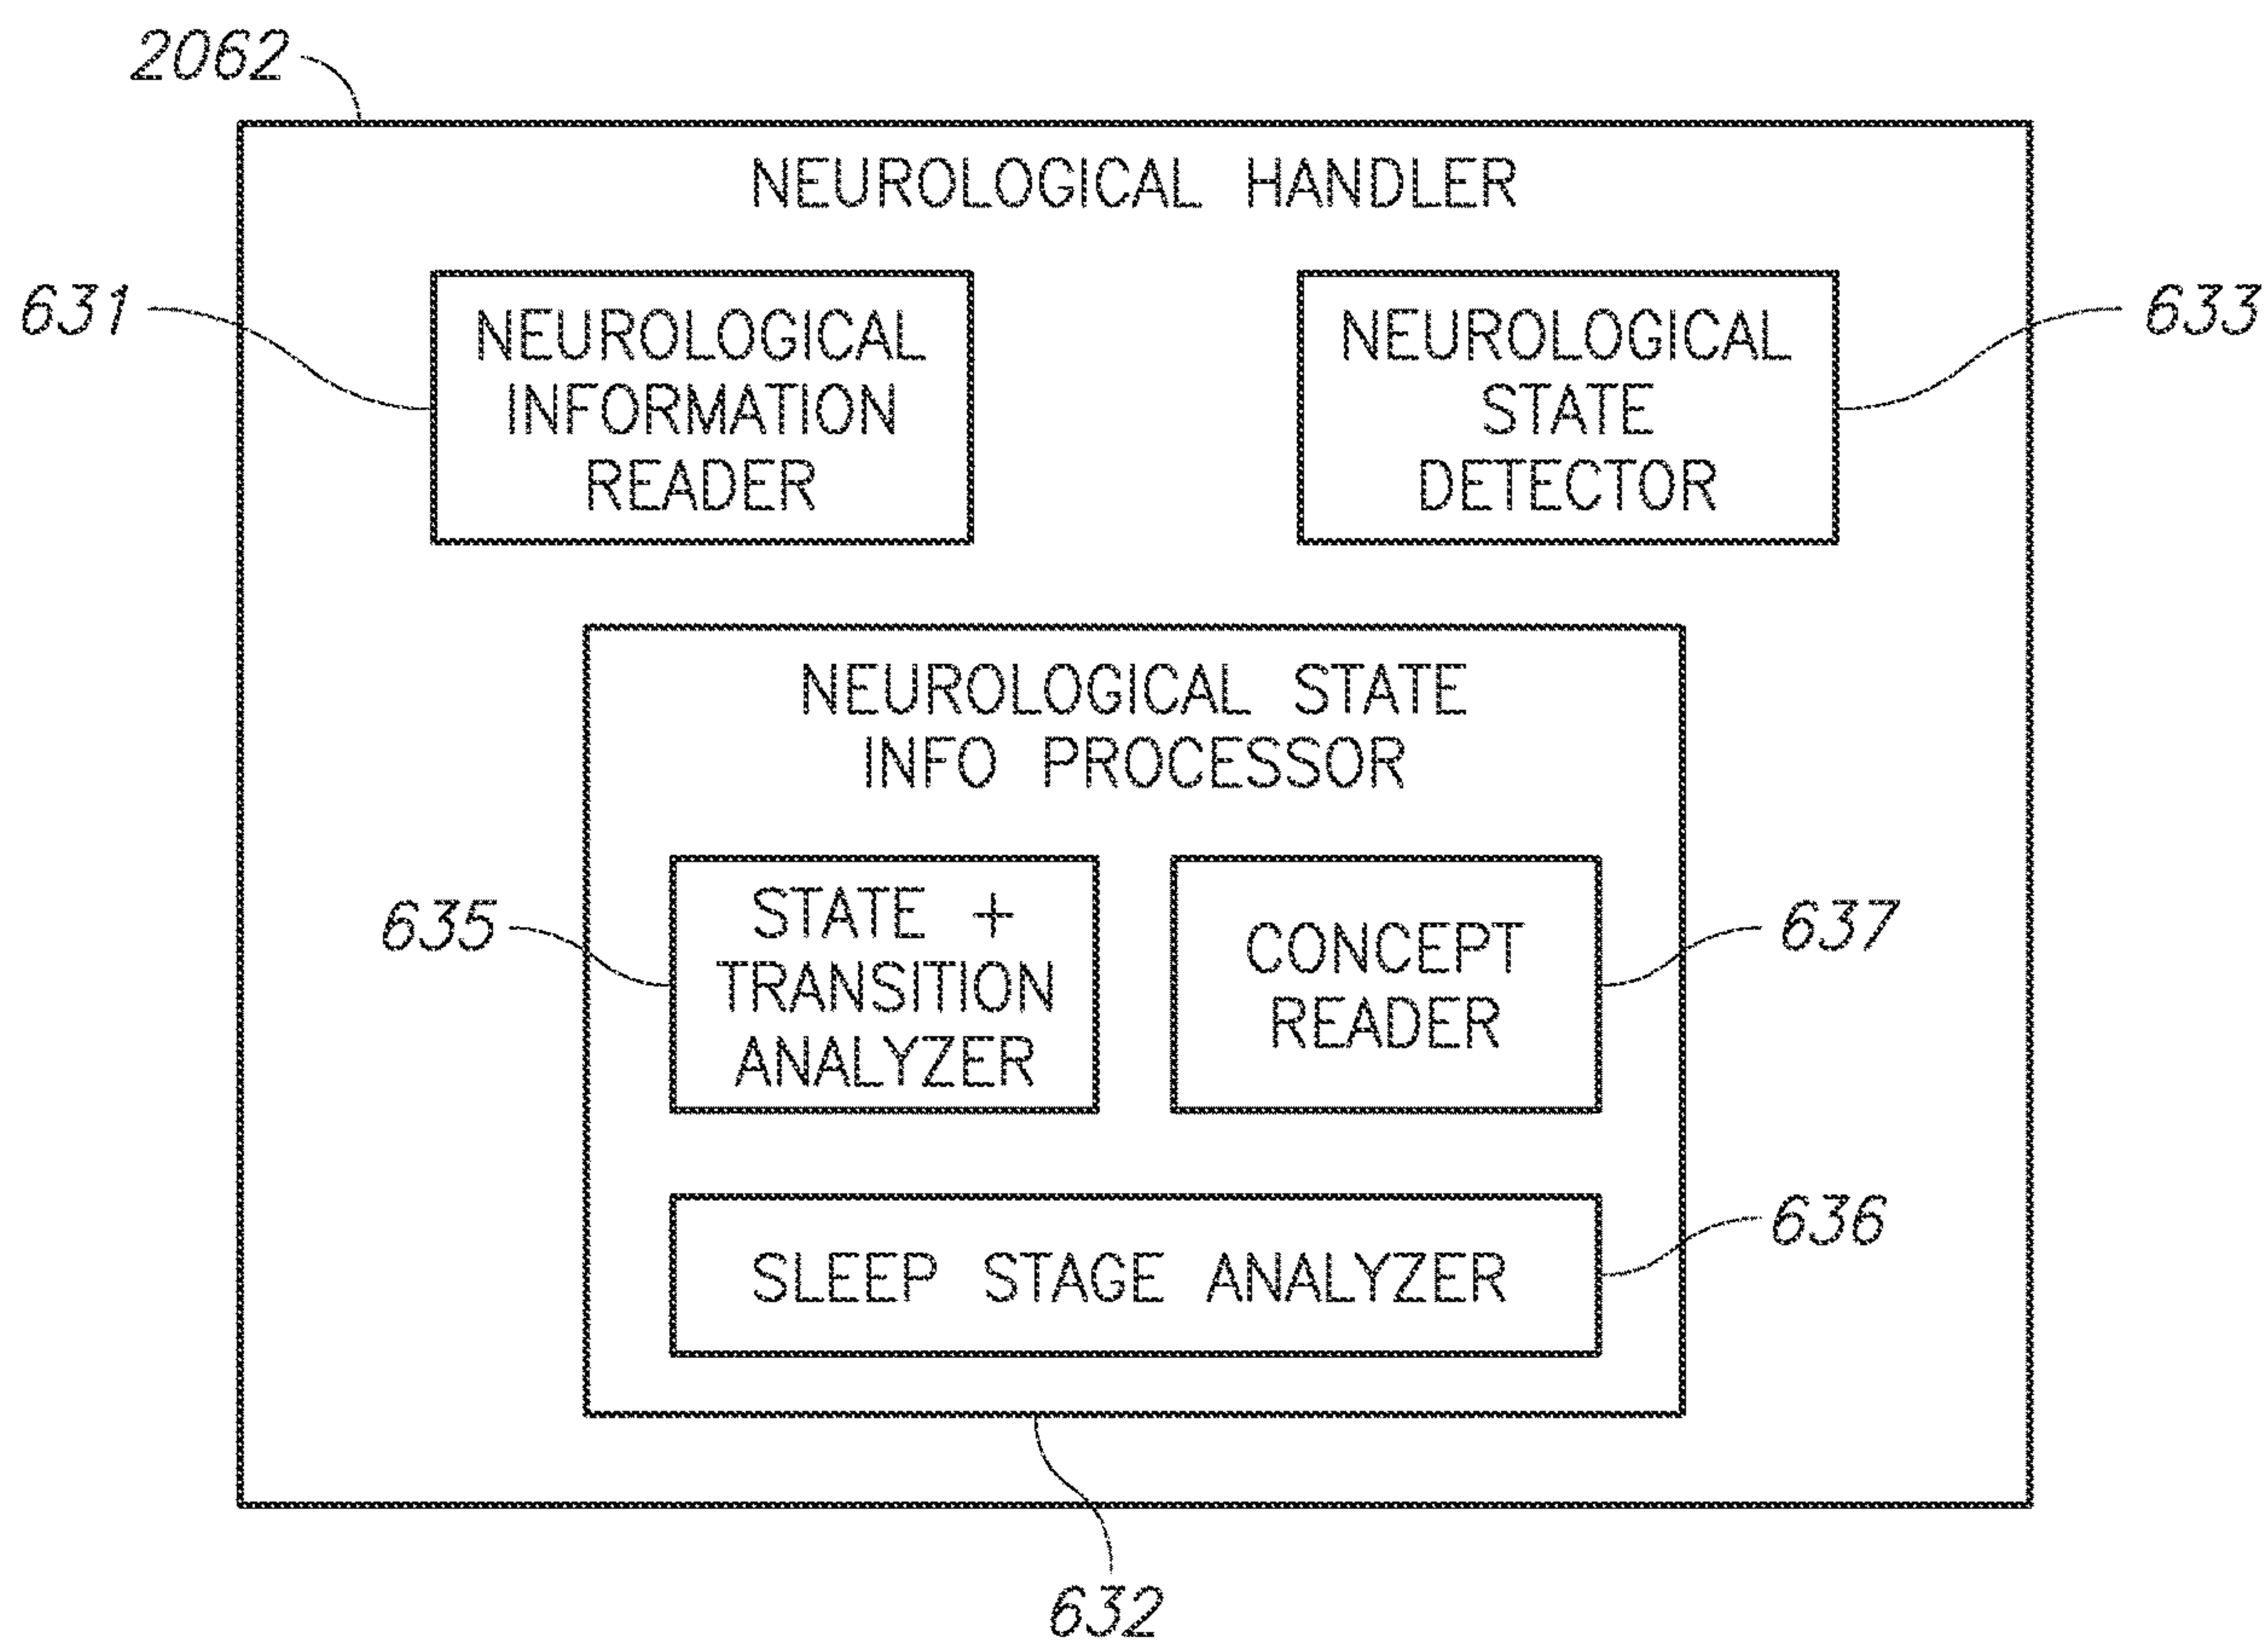 2062
NEUROLOGICAL HANDLER
631
NEUROLOGICAL
INFORMATION
READER
NEUROLOGICAL
STATE
DETECTOR
633
NEUROLOGICAL STATE
INFO PROCESSOR
635
STATE +
TRANSITION
ANALYZER
CONCEPT
READER
637
SLEEP STAGE ANALYZER
636
632